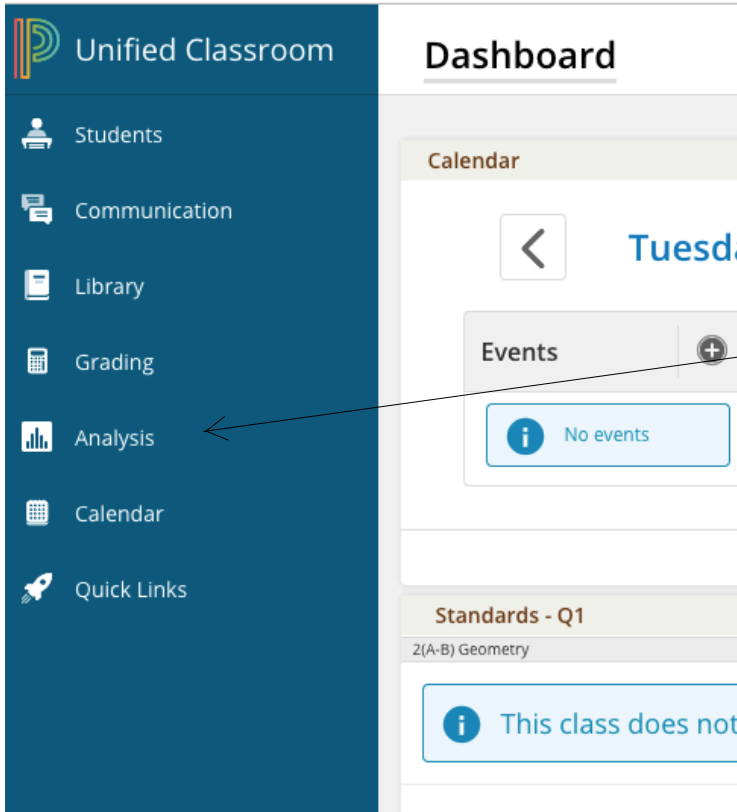 Unified Classroom
Dashboard
Students
Communication
Library
Grading
Analysis
Calendar
Quick Links
Calendar
Events
No events
Standards - Q1
2(A-B) Geometry
This class does not